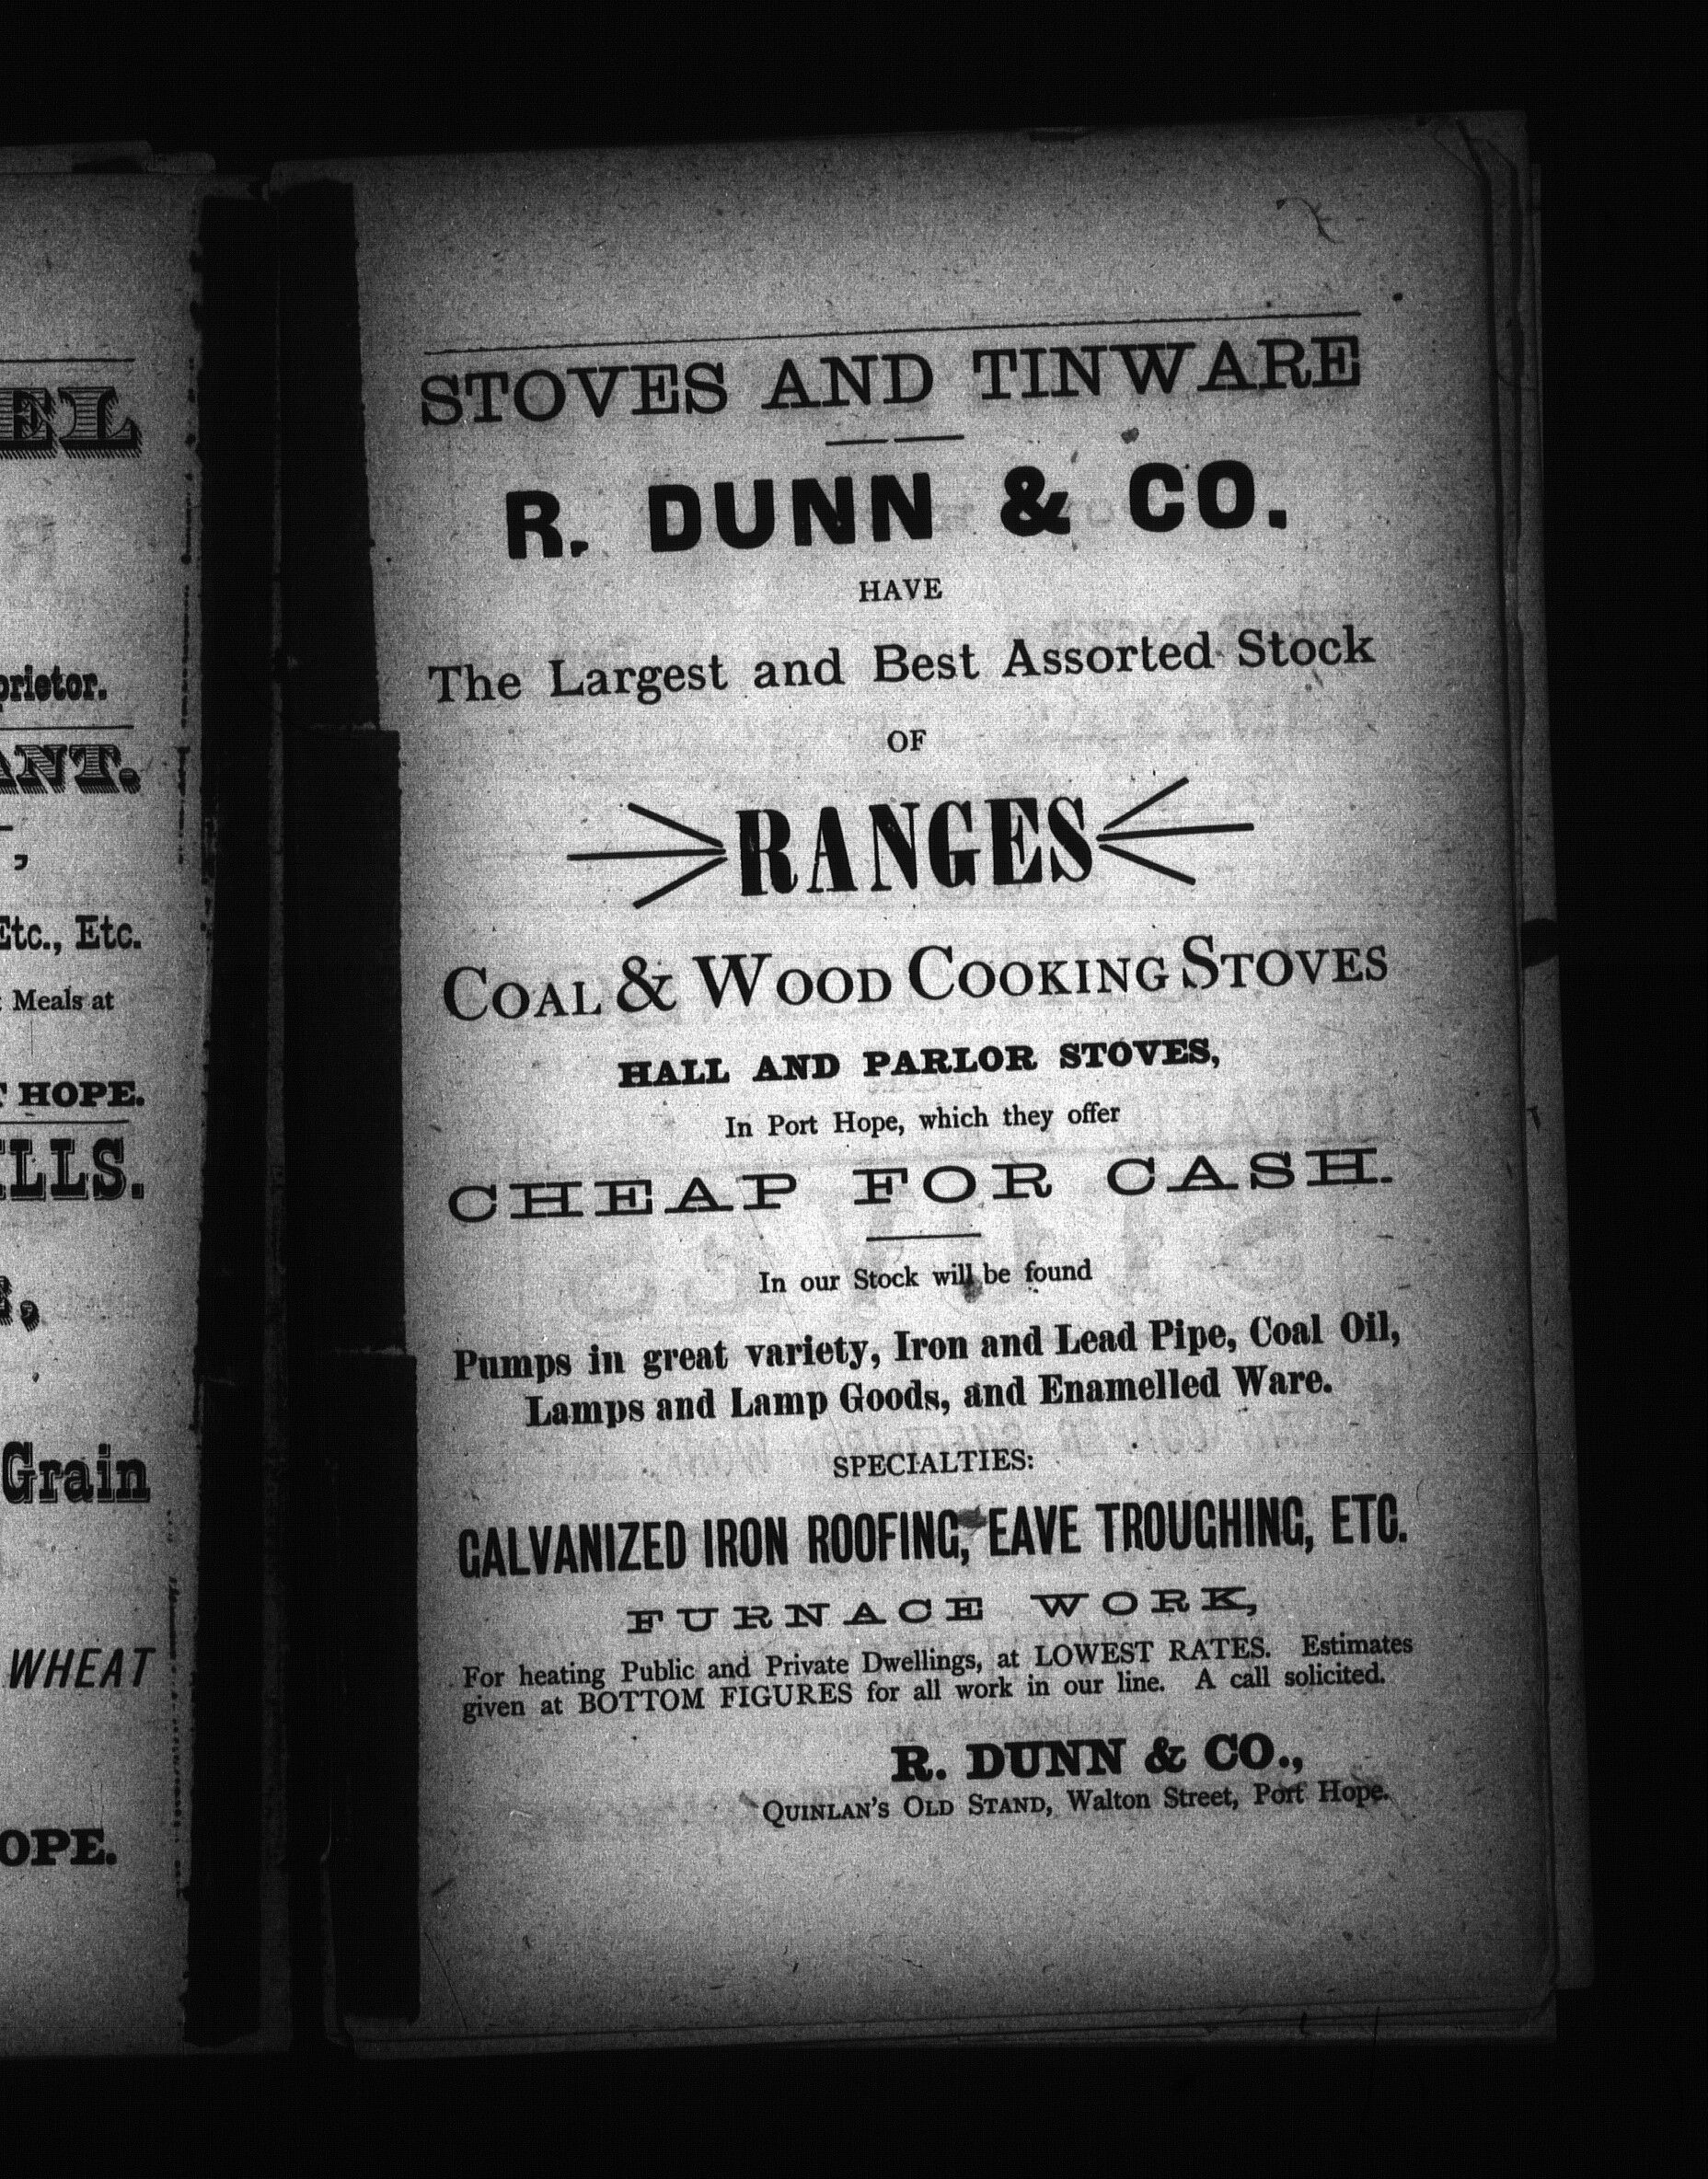 EL
prietor.
ANT.
,
Etc., Etc.
Meals at
HOPE.
LLS.
Grain
WHEAT
OPE.
STOVES AND TINWARE
R. DUNN & CO.
HAVE
The Largest and Best Assorted Stock
OF
RANGES
COAL & WOOD COOKING STOVES
HALL AND PARLOR STOVES,
In Port Hope, which they offer
CHEAP FOR CASH.
In our Stock will be found
Pumps in great variety, Iron and Lead Pipe, Coal Oil,
Lamps and Lamp Goods, and Enamelled Ware.
SPECIALTIES:
GALVANIZED IRON ROOFING, EAVE TROUGHING, ETC.
FURNACE WORK,
For heating Public and Private Dwellings, at LOWEST RATES. Estimates
given at BOTTOM FIGURES for all work in our line. A call solicited.
R. DUNN & CO.,
QUINLAN'S OLD STAND, Walton Street, Port Hope.